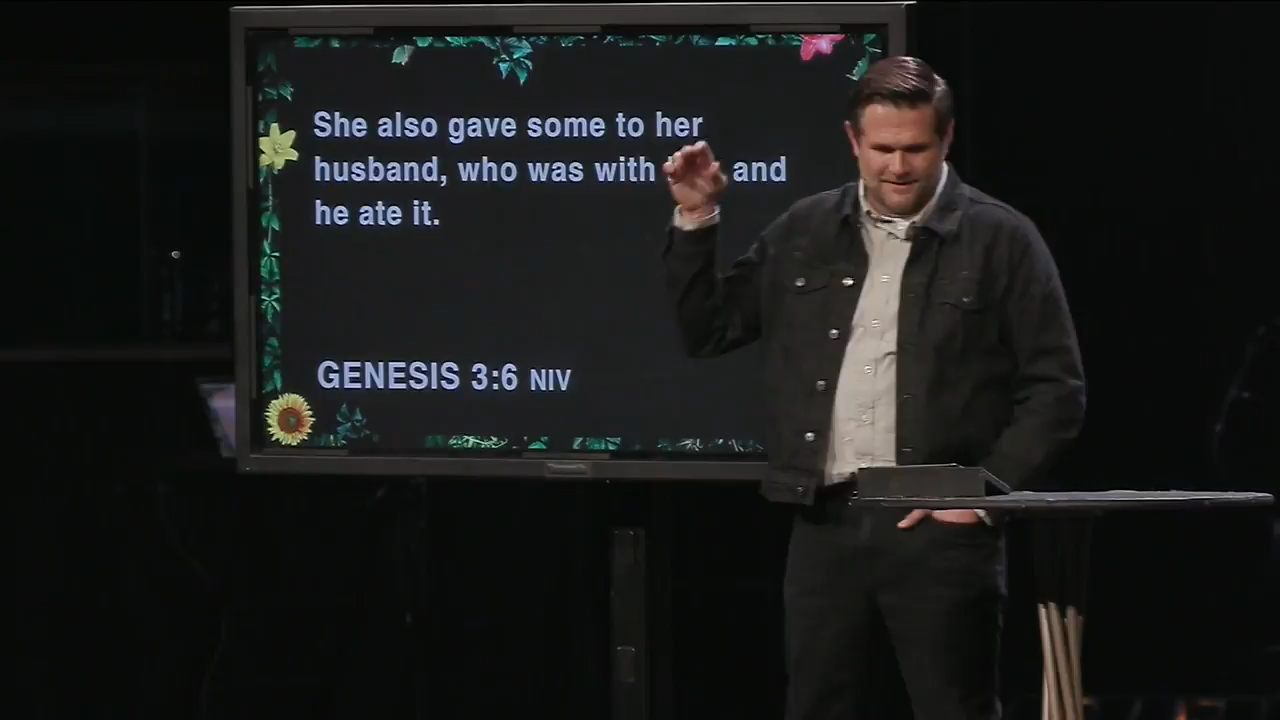 She also gave some to her
husband, who was with and
he ate it.
GENESIS 3:6 NIV